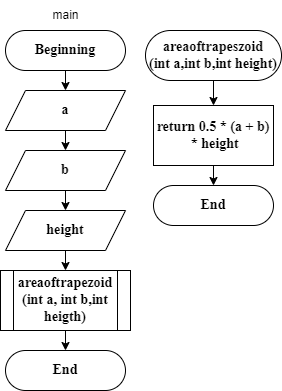 main
Beginning
a
b
height
areaoftrapezoid
(int a, int b,int
heigth)
End
areaoftrapeszoid
(int a,int b,int height)
return 0.5 * (a + b)
* height
End